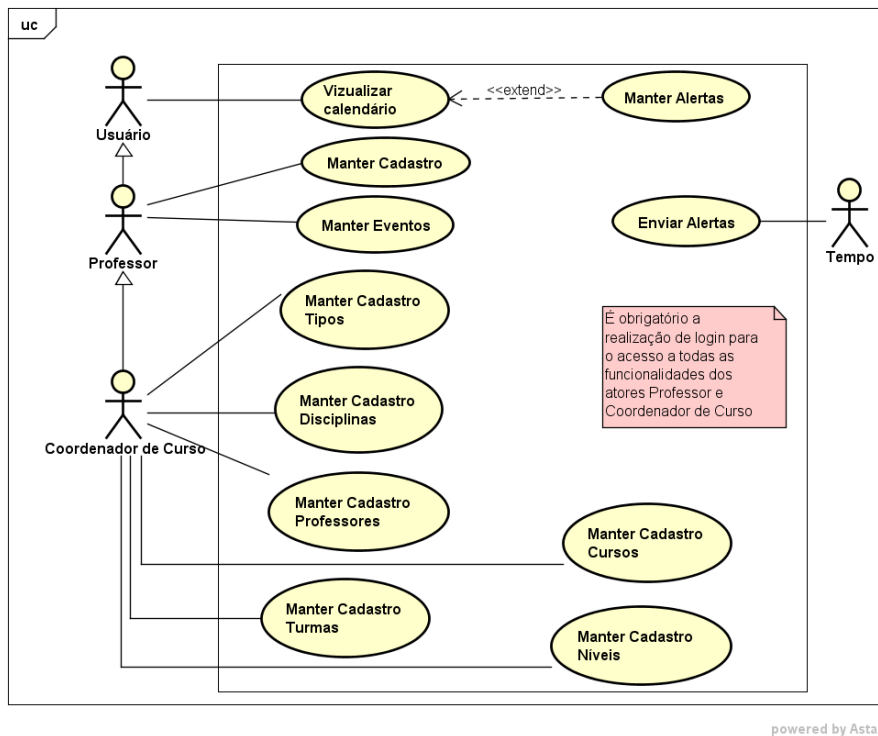 uc
Vizualizar
calendário
<<extend>>
Manter Alertas
Usuário
Manter Cadastro
Manter Eventos
Enviar Alertas
Professor
Tempo
Manter Cadastro
Tipos
É obrigatório a
realização de login para
o acesso a todas as
funcionalidades dos
atores Professor e
Coordenador de Curso
Manter Cadastro
Disciplinas
Coordenador de Curso
Manter Cadastro
Professores
Manter Cadastro
Cursos
Manter Cadastro
Turmas
Manter Cadastro
Níveis
powered by Asta